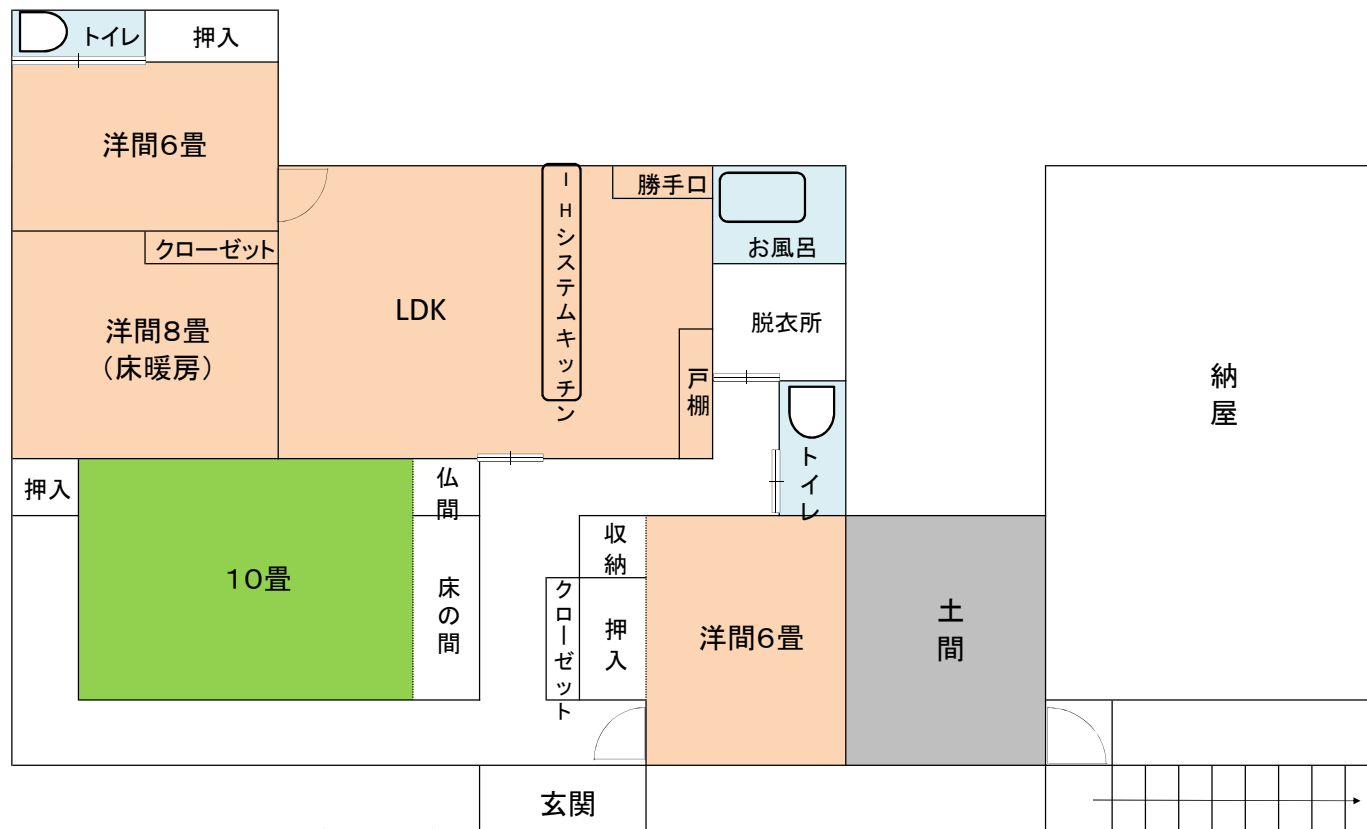 トイレ
押入
洋間6畳
クローゼット
洋間8畳
（床暖房）
LDK
IHシステムキッチン
勝手口
お風呂
脱衣所
戸棚
トイレ
納屋
押入
仏間
10畳
床の間
収納
クローゼット
押入
洋間6畳
土間
玄関